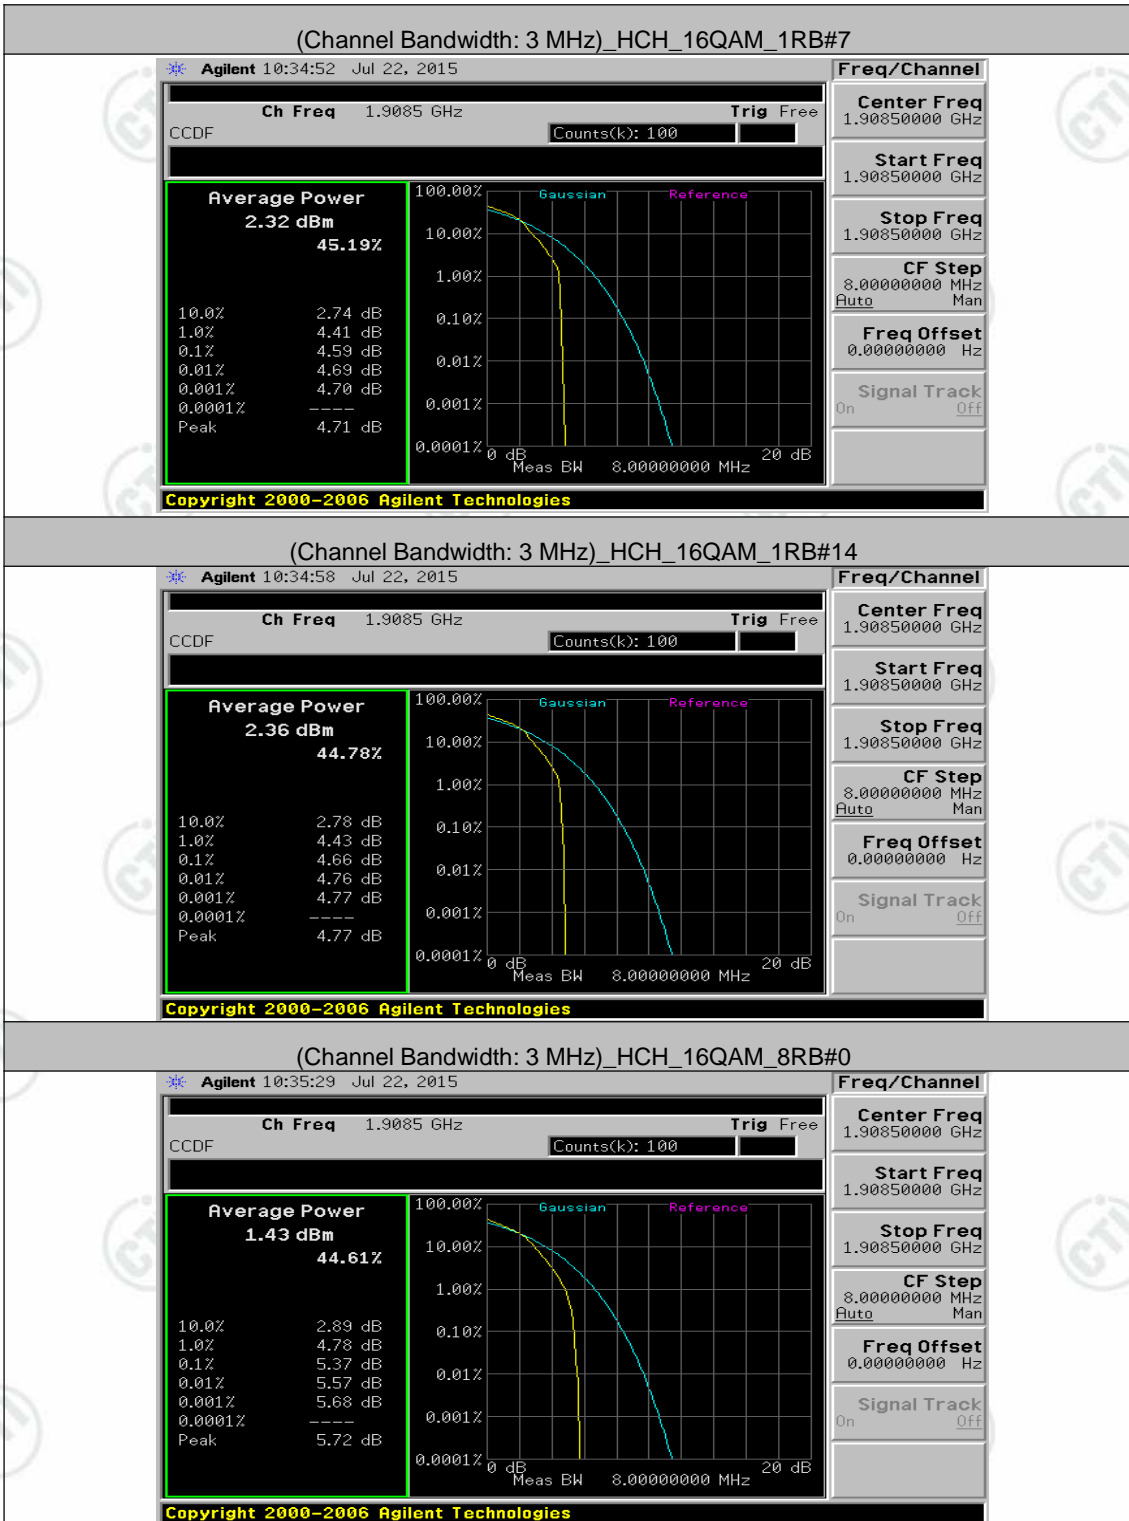 (Channel Bandwidth: 3 MHz)_HCH_16QAM_1RB#7
Agilent 10:34:52 Jul 22, 2015
Freq/Channel
Ch Freq 1.9085 GHz Trig Free
CCDF Counts(k): 100
Center Freq
1.90850000 GHz
Start Freq
1.90850000 GHz
Stop Freq
1.90850000 GHz
CF Step
8.00000000 MHz
Auto Man
Freq Offset
0.00000000 Hz
Signal Track
On Off
Average Power
2.32 dBm
45.19%
10.0% 2.74 dB
1.0% 4.41 dB
0.1% 4.59 dB
0.01% 4.69 dB
0.001% 4.70 dB
0.0001% ----
Peak 4.71 dB
Gaussian Reference
100.00%
10.00%
1.00%
0.10%
0.01%
0.001%
0.0001%
0 dB 20 dB
Meas BW 8.00000000 MHz
Copyright 2000-2006 Agilent Technologies
(Channel Bandwidth: 3 MHz)_HCH_16QAM_1RB#14
Agilent 10:34:58 Jul 22, 2015
Freq/Channel
Ch Freq 1.9085 GHz Trig Free
CCDF Counts(k): 100
Center Freq
1.90850000 GHz
Start Freq
1.90850000 GHz
Stop Freq
1.90850000 GHz
CF Step
8.00000000 MHz
Auto Man
Freq Offset
0.00000000 Hz
Signal Track
On Off
Average Power
2.36 dBm
44.78%
10.0% 2.78 dB
1.0% 4.43 dB
0.1% 4.66 dB
0.01% 4.76 dB
0.001% 4.77 dB
0.0001% ----
Peak 4.77 dB
Gaussian Reference
100.00%
10.00%
1.00%
0.10%
0.01%
0.001%
0.0001%
0 dB 20 dB
Meas BW 8.00000000 MHz
Copyright 2000-2006 Agilent Technologies
(Channel Bandwidth: 3 MHz)_HCH_16QAM_8RB#0
Agilent 10:35:29 Jul 22, 2015
Freq/Channel
Ch Freq 1.9085 GHz Trig Free
CCDF Counts(k): 100
Center Freq
1.90850000 GHz
Start Freq
1.90850000 GHz
Stop Freq
1.90850000 GHz
CF Step
8.00000000 MHz
Auto Man
Freq Offset
0.00000000 Hz
Signal Track
On Off
Average Power
1.43 dBm
44.61%
10.0% 2.89 dB
1.0% 4.78 dB
0.1% 5.37 dB
0.01% 5.57 dB
0.001% 5.68 dB
0.0001% ----
Peak 5.72 dB
Gaussian Reference
100.00%
10.00%
1.00%
0.10%
0.01%
0.001%
0.0001%
0 dB 20 dB
Meas BW 8.00000000 MHz
Copyright 2000-2006 Agilent Technologies
CTI
CTI
CTI
CTI
CTI
CTI
CTI
CTI